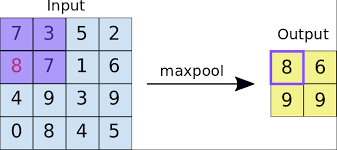 Input
7 3 5 2
8 7 1 6
4 9 3 9
0 8 4 5
maxpool
Output
8 6
9 9